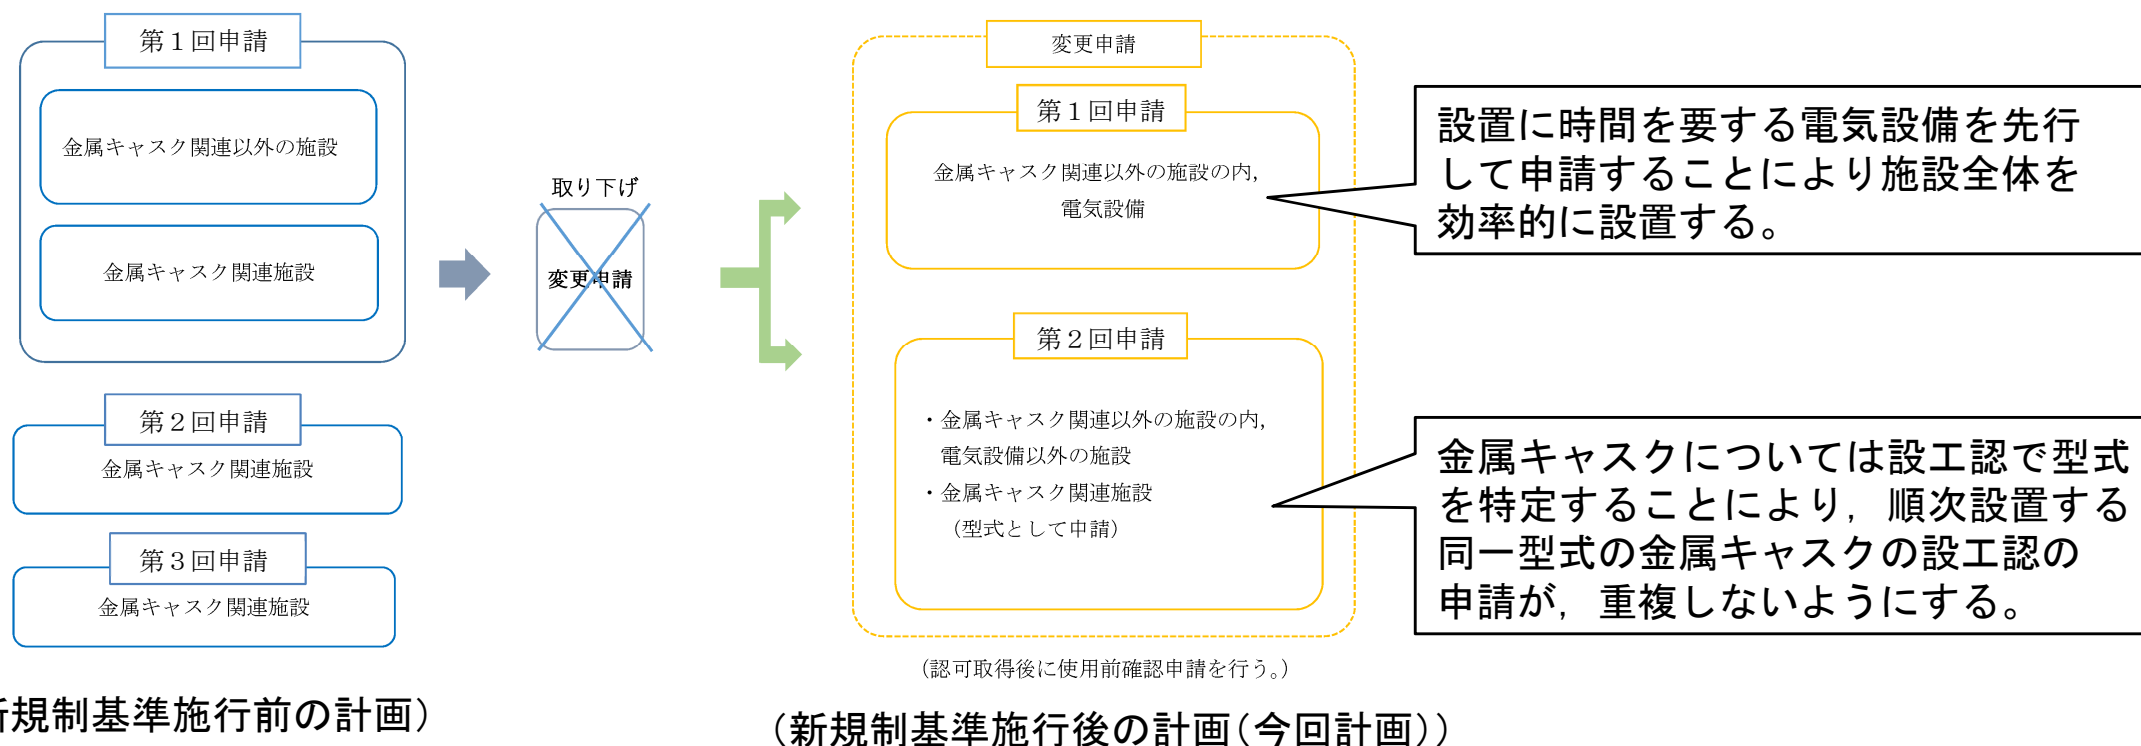 第１回申請
金属キャスク関連以外の施設
金属キャスク関連施設
第２回申請
金属キャスク関連施設
第３回申請
金属キャスク関連施設
規制基準施行前の計画）
取り下げ
変更申請
変更申請
第１回申請
金属キャスク関連以外の施設の内，
電気設備
第２回申請
・金属キャスク関連以外の施設の内，
電気設備以外の施設
・金属キャスク関連施設
（型式として申請）
（認可取得後に使用前確認申請を行う。）
（新規制基準施行後の計画（今回計画））
設置に時間を要する電気設備を先行
して申請することにより施設全体を
効率的に設置する。
金属キャスクについては設工認で型式
を特定することにより，順次設置する
同一型式の金属キャスクの設工認の
申請が，重複しないようにする。